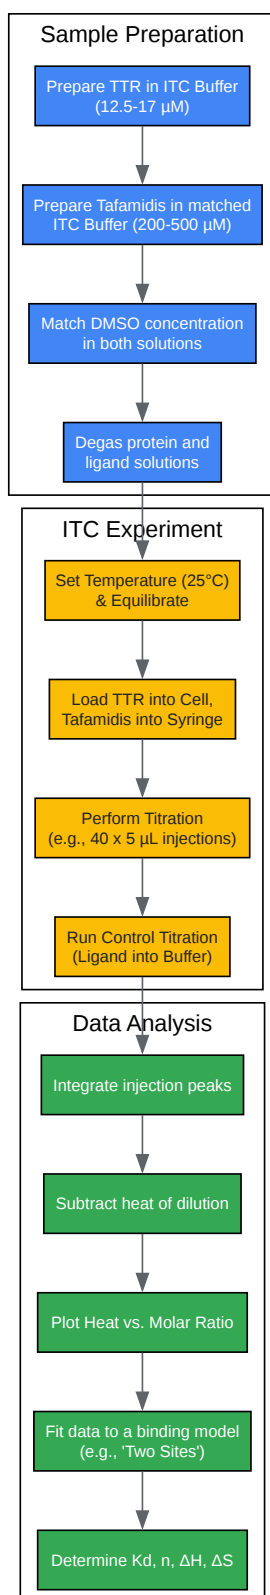 Sample Preparation
Prepare TTR in ITC Buffer
(12.5-17 µM)
Prepare Tafamidis in matched
ITC Buffer (200-500 µM)
Match DMSO concentration
in both solutions
Degas protein and
ligand solutions
ITC Experiment
Set Temperature (25°C)
& Equilibrate
Load TTR into Cell,
Tafamidis into Syringe
Perform Titration
(e.g., 40 x 5 µL injections)
Run Control Titration
(Ligand into Buffer)
Data Analysis
Integrate injection peaks
Subtract heat of dilution
Plot Heat vs. Molar Ratio
Fit data to a binding model
(e.g., 'Two Sites')
Determine Kd, n, ΔH, ΔS